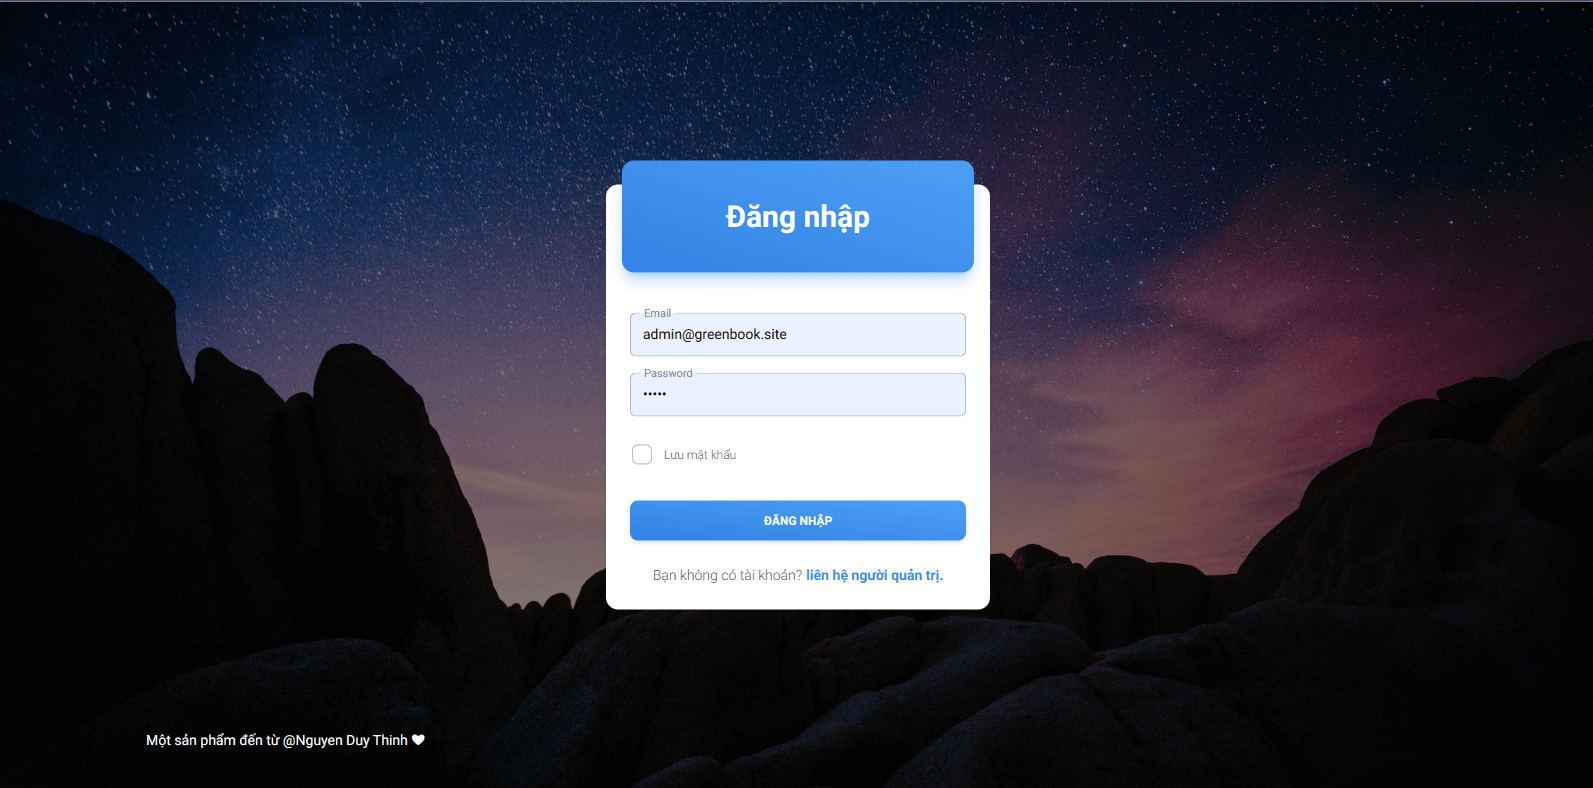 Đăng nhập
Email
admin@greenbook.site
Password
•••••
Lưu mật khẩu
ĐĂNG NHẬP
Bạn không có tài khoản? liên hệ người quản trị.
Một sản phẩm đến từ @Nguyen Duy Thinh ♥